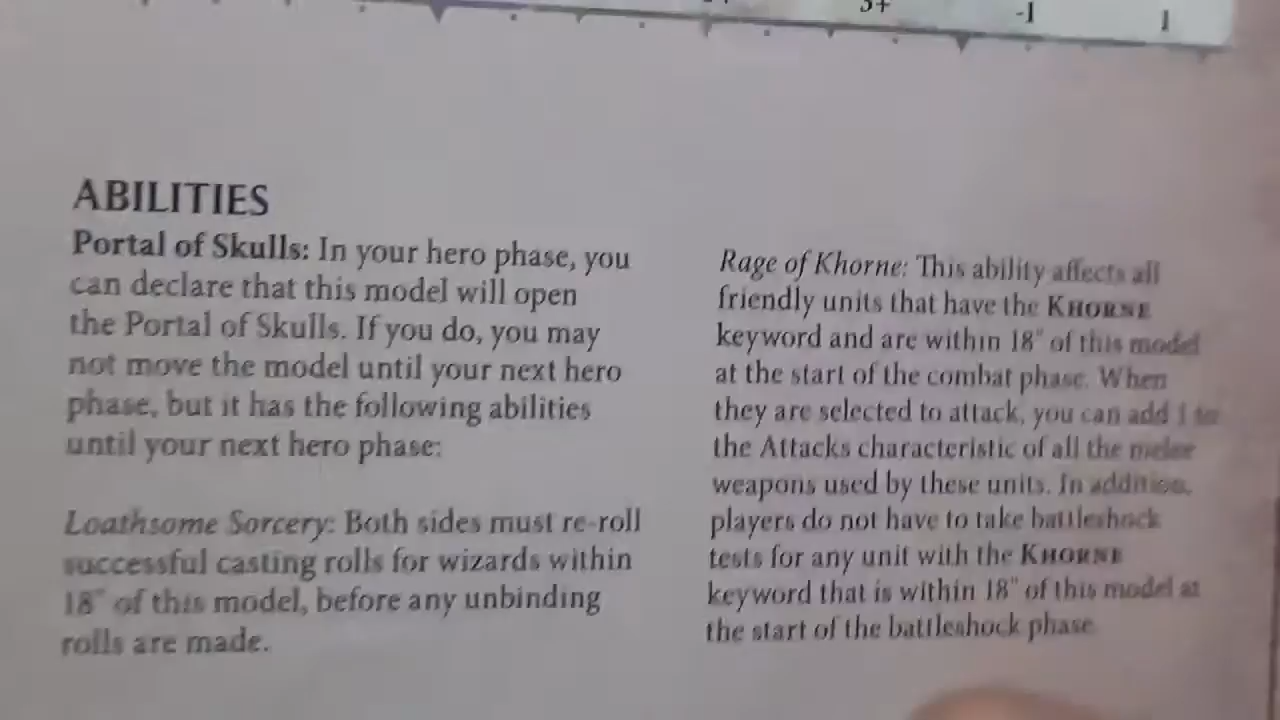 3+ -1 1
ABILITIES
Portal of Skulls: In your hero phase, you
can declare that this model will open
the Portal of Skulls. If you do, you may
not move the model until your next hero
phase, but it has the following abilities
until your next hero phase:
Loathsome Sorcery: Both sides must re-roll
successful casting rolls for wizards within
18" of this model, before any unbinding
rolls are made.
Rage of Khorne: This ability affects all
friendly units that have the KHORNE
keyword and are within 18" of this model
at the start of the combat phase. When
they are selected to attack, you can add 1 to
the Attacks characteristic of all the melee
weapons used by these units. In addition,
players do not have to take battleshock
tests for any unit with the KHORNE
keyword that is within 18" of this model at
the start of the battleshock phase.